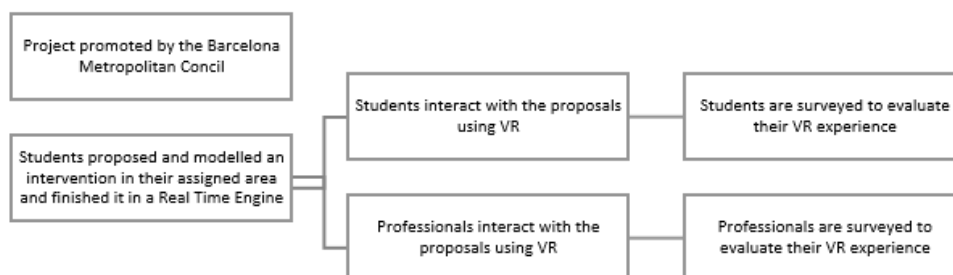 Project promoted by the Barcelona
Metropolitan Concil
Students proposed and modelled an
intervention in their assigned area
and finished it in a Real Time Engine
Students interact with the proposals
using VR
Students are surveyed to evaluate
their VR experience
Professionals interact with the
proposals using VR
Professionals are surveyed to
evaluate their VR experience